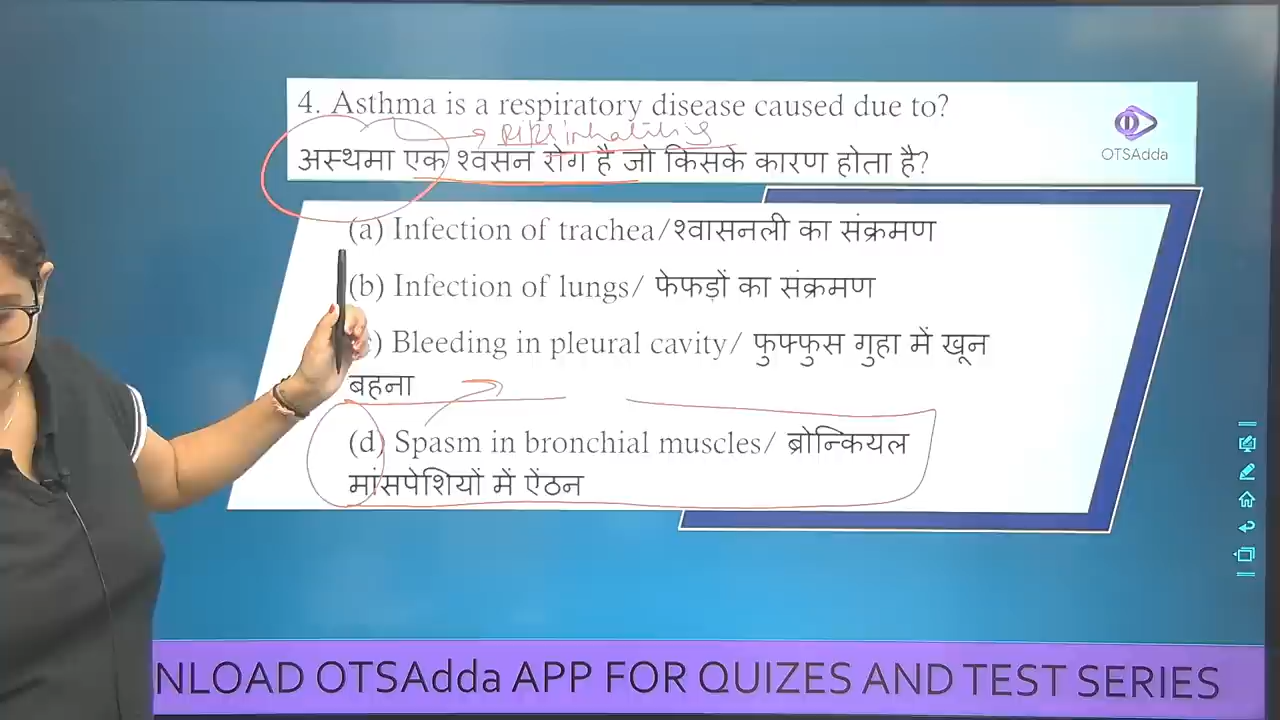 4. Asthma is a respiratory disease caused due to?
अस्थमा एक श्वसन रोग है जो किसके कारण होता है?
OTSAdda
(a) Infection of trachea/श्वासनली का संक्रमण
(b) Infection of lungs/ फेफड़ों का संक्रमण
) Bleeding in pleural cavity/ फुफ्फुस गुहा में खून
बहना
(d) Spasm in bronchial muscles/ ब्रोन्कियल
मांसपेशियों में ऐंठन
NLOAD OTSAdda APP FOR QUIZES AND TEST SERIES